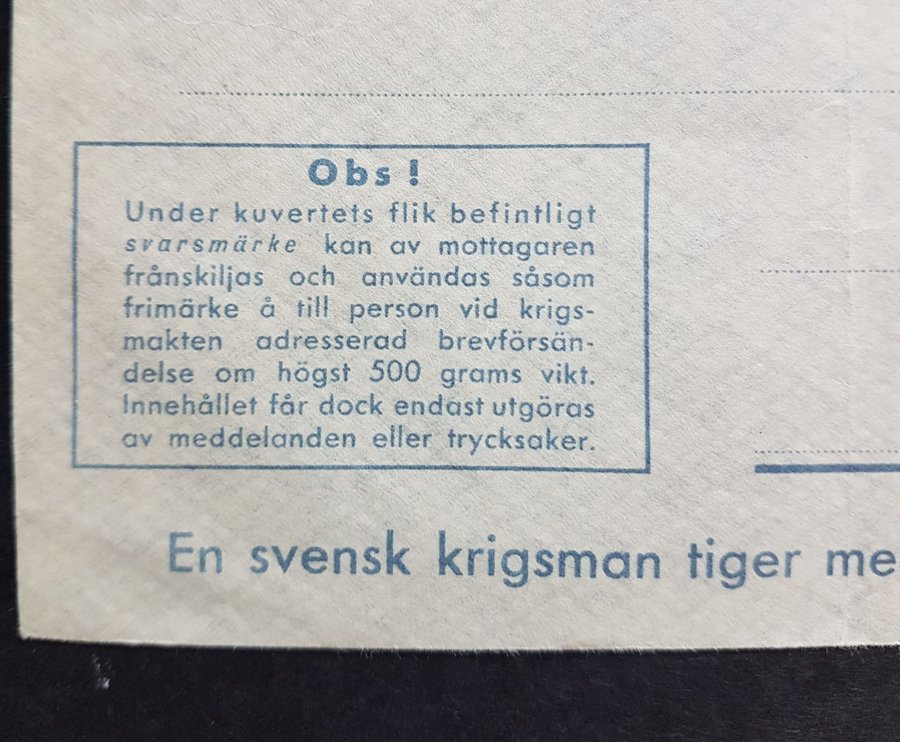 Obs!
Under kuvertets flik befintligt
svarsmärke kan av mottagaren
frånskiljas och användas såsom
frimärke å till person vid krigs-
makten adresserad brevförsän-
delse om högst 500 grams vikt.
Innehållet får dock endast utgöras
av meddelanden eller trycksaker.
En svensk krigsman tiger me